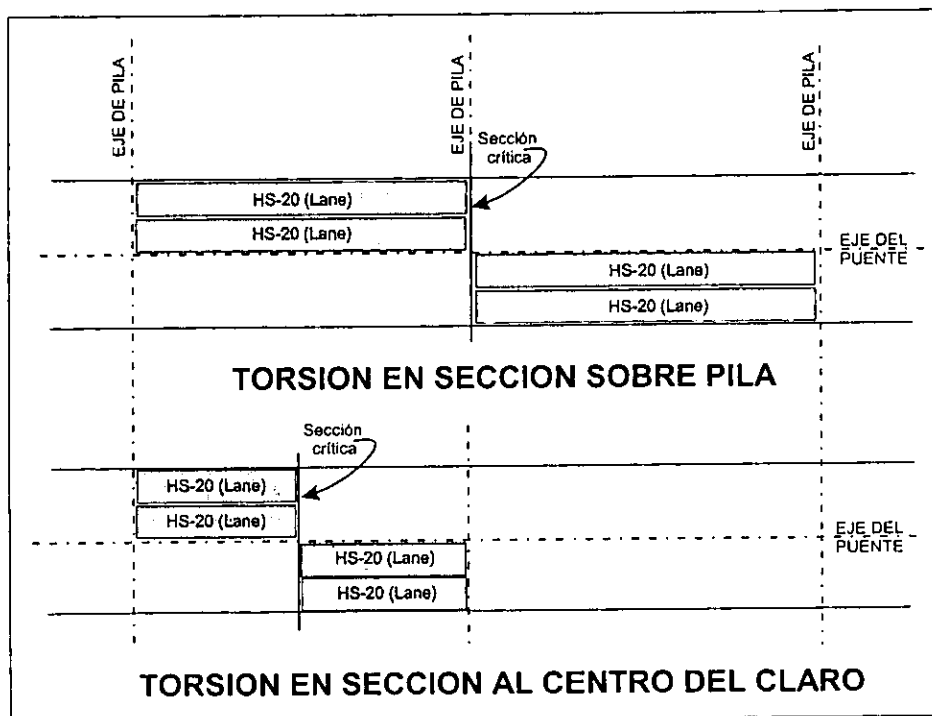 EJE DE PILA
EJE DE PILA
EJE DE PILA
Sección
crítica
HS-20 (Lane)
HS-20 (Lane)
EJE DEL
PUENTE
HS-20 (Lane)
HS-20 (Lane)
TORSION EN SECCION SOBRE PILA
Sección
crítica
HS-20 (Lane)
HS-20 (Lane)
EJE DEL
PUENTE
HS-20 (Lane)
HS-20 (Lane)
TORSION EN SECCION AL CENTRO DEL CLARO